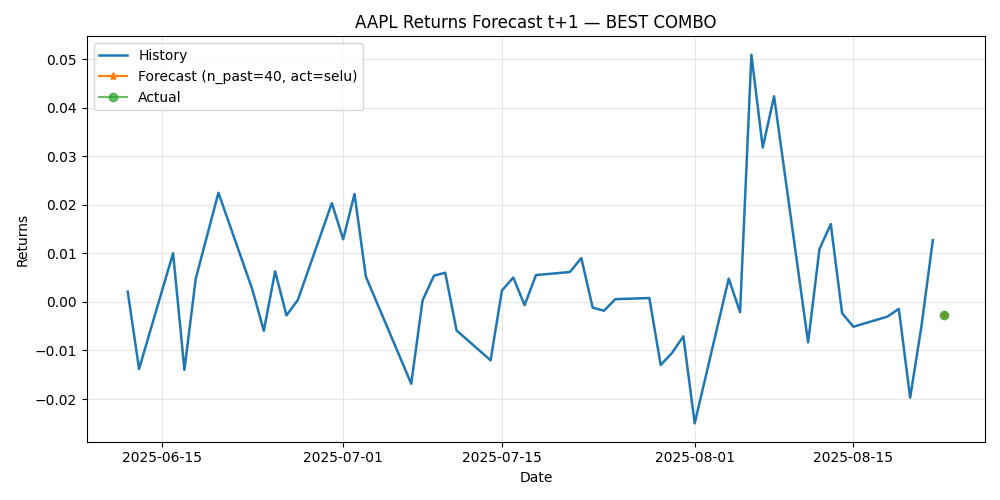 AAPL Returns Forecast t+1 — BEST COMBO
History
Forecast (n_past=40, act=selu)
Actual
0.05
0.04
0.03
0.02
0.01
0.00
−0.01
−0.02
Returns
2025-06-15
2025-07-01
2025-07-15
2025-08-01
2025-08-15
Date